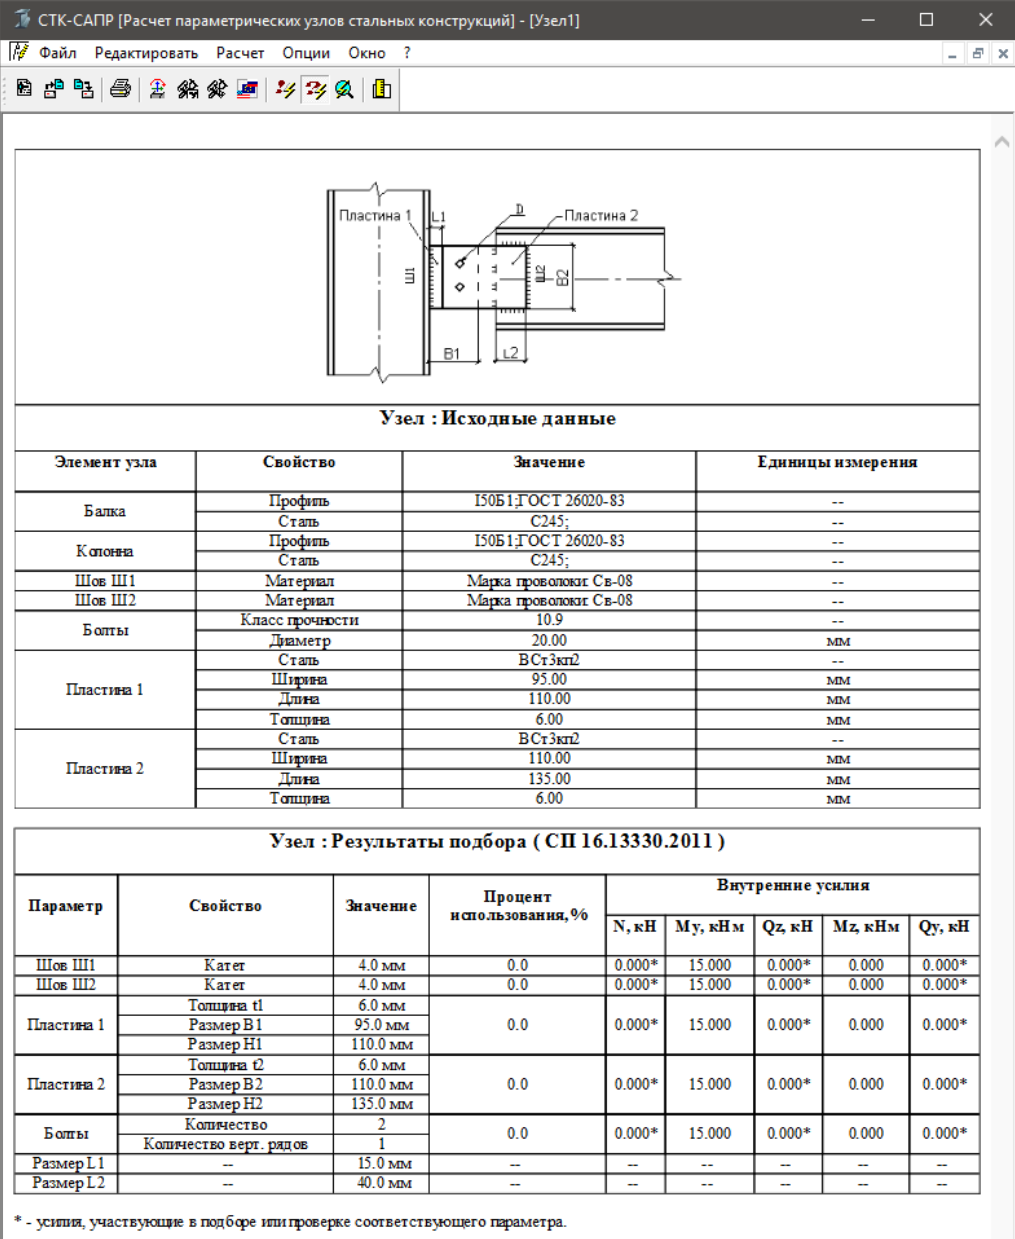 СТК-САПР [Расчет параметрических узлов стальных конструкций] - [Узел1]
Файл Редактировать Расчет Опции Окно ?
Пластина 1 L1 D Пластина 2
Ш1 Ш2 B2
B1 L2
Узел : Исходные данные
Элемент узла Свойство Значение Единицы измерения
Балка Профиль I50Б1;ГОСТ 26020-83 --
Сталь С245; --
Колонна Профиль I50Б1;ГОСТ 26020-83 --
Сталь С245; --
Шов Ш1 Материал Марка проволоки: Св-08 --
Шов Ш2 Материал Марка проволоки: Св-08 --
Болты Класс прочности 10.9 --
Диаметр 20.00 мм
Пластина 1 Сталь ВСт3кп2 --
Ширина 95.00 мм
Длина 110.00 мм
Толщина 6.00 мм
Пластина 2 Сталь ВСт3кп2 --
Ширина 110.00 мм
Длина 135.00 мм
Толщина 6.00 мм
Узел : Результаты подбора ( СП 16.13330.2011 )
Параметр Свойство Значение Процент использования,% Внутренние усилия
N, кН My, кНм Qz, кН Mz, кНм Qy, кН
Шов Ш1 Катет 4.0 мм 0.0 0.000* 15.000 0.000* 0.000 0.000*
Шов Ш2 Катет 4.0 мм 0.0 0.000* 15.000 0.000* 0.000 0.000*
Пластина 1 Толщина t1 6.0 мм 0.0 0.000* 15.000 0.000* 0.000 0.000*
Размер B1 95.0 мм
Размер H1 110.0 мм
Пластина 2 Толщина t2 6.0 мм 0.0 0.000* 15.000 0.000* 0.000 0.000*
Размер B2 110.0 мм
Размер H2 135.0 мм
Болты Количество 2 0.0 0.000* 15.000 0.000* 0.000 0.000*
Количество верт. рядов 1
Размер L1 -- 15.0 мм -- -- -- -- -- --
Размер L2 -- 40.0 мм -- -- -- -- -- --
* - усилия, участвующие в подборе или проверке соответствующего параметра.